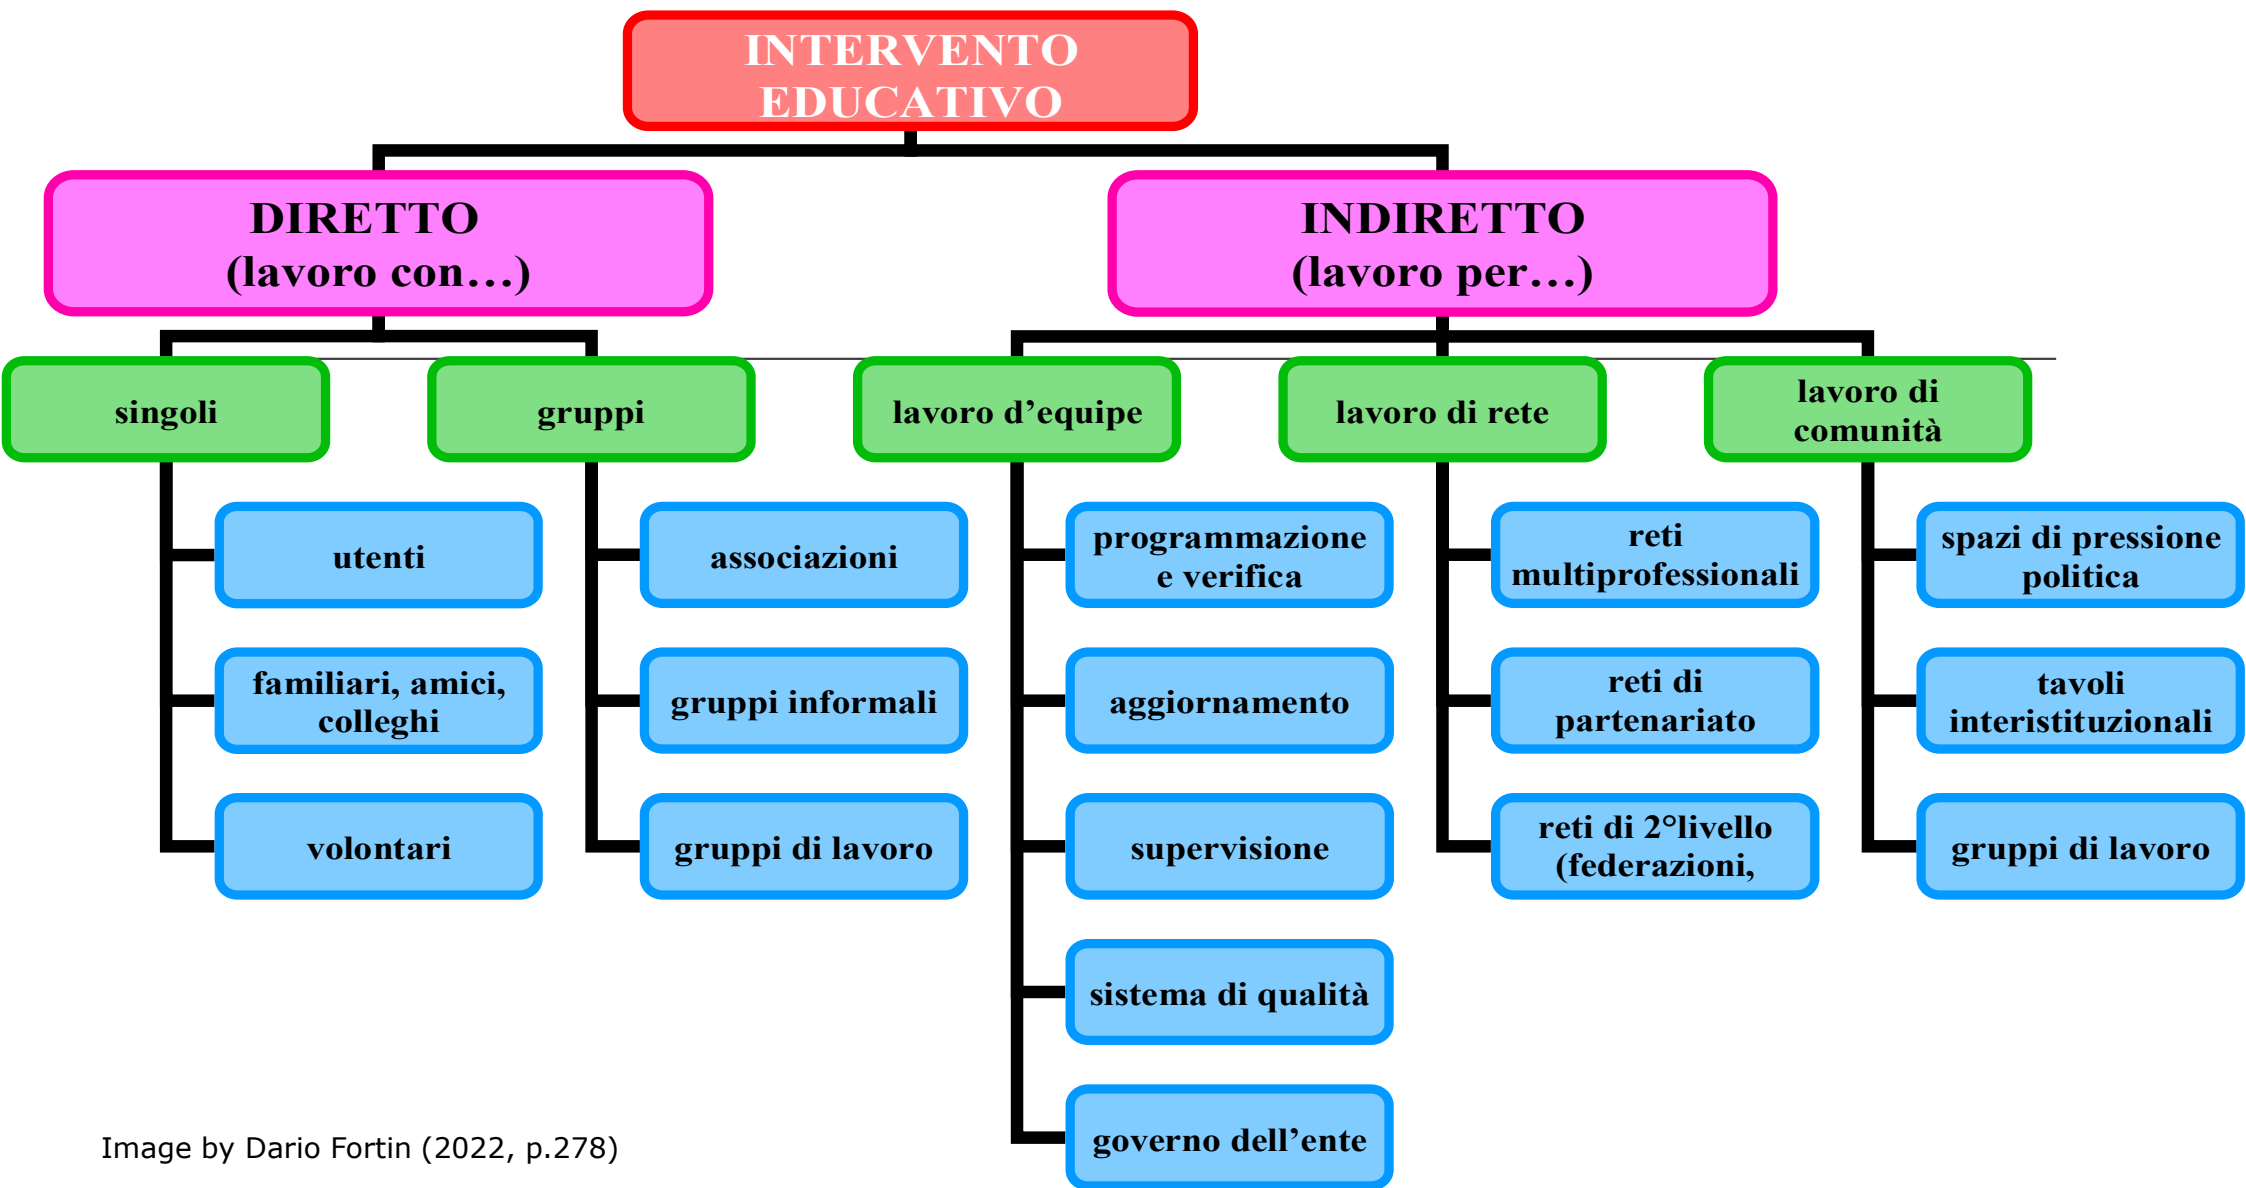 INTERVENTO
EDUCATIVO
DIRETTO
(lavoro con…)
INDIRETTO
(lavoro per…)
singoli
gruppi
lavoro d’equipe
lavoro di rete
lavoro di
comunità
utenti
familiari, amici,
colleghi
volontari
associazioni
gruppi informali
gruppi di lavoro
programmazione
e verifica
aggiornamento
supervisione
sistema di qualità
governo dell’ente
reti
multiprofessionali
reti di
partenariato
reti di 2°livello
(federazioni,
spazi di pressione
politica
tavoli
interistituzionali
gruppi di lavoro
Image by Dario Fortin (2022, p.278)